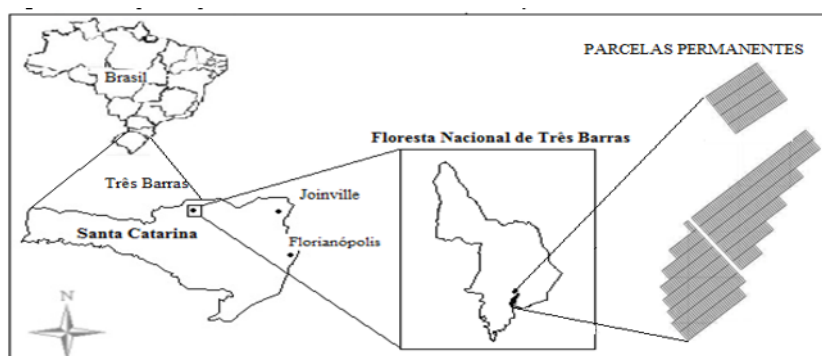 PARCELAS PERMANENTES
Brasil
Floresta Nacional de Três Barras
Três Barras
Joinville
Santa Catarina
Florianópolis
N